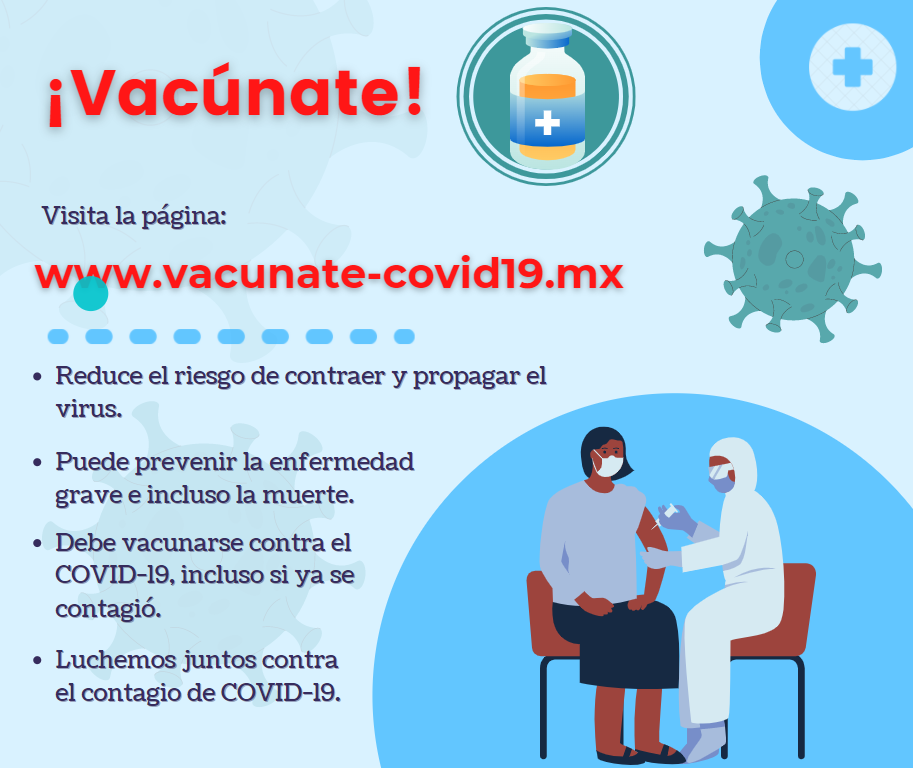 ¡Vacúnate!
Visita la página:
www.vacunate-covid19.mx
• Reduce el riesgo de contraer y propagar el
virus.
• Puede prevenir la enfermedad
grave e incluso la muerte.
• Debe vacunarse contra el
COVID-19, incluso si ya se
contagió.
• Luchemos juntos contra
el contagio de COVID-19.